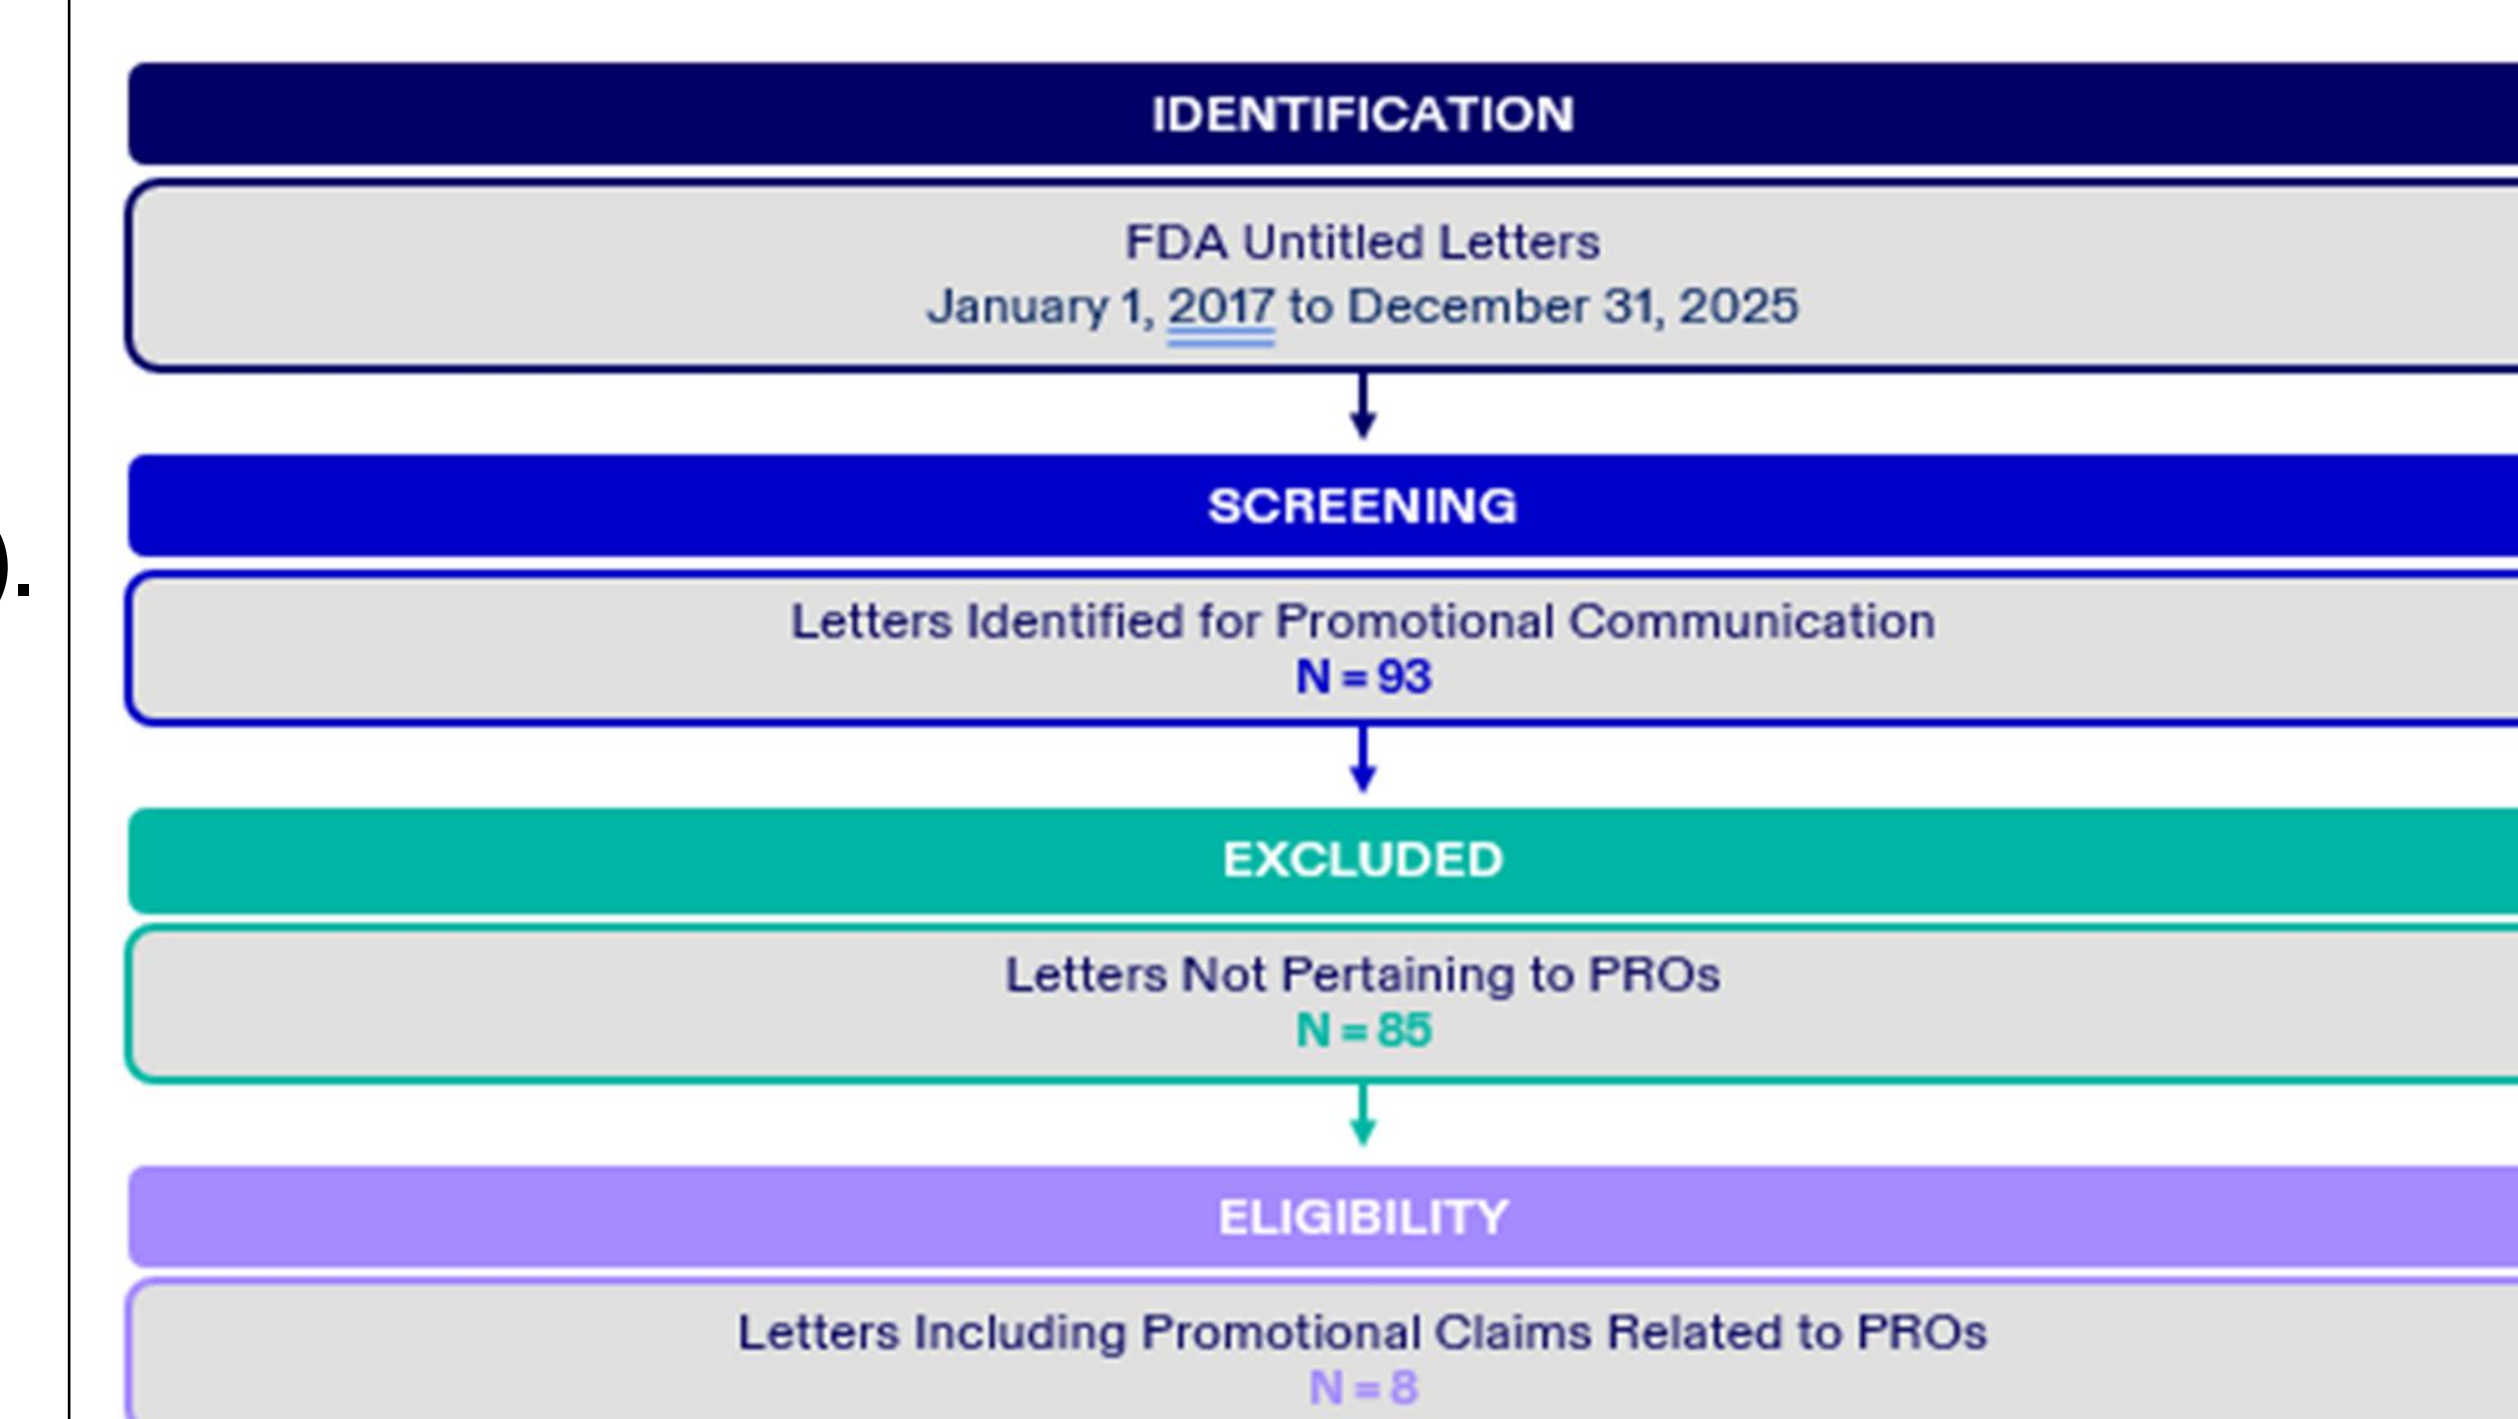 IDENTIFICATION
FDA Untitled Letters
January 1, 2017 to December 31, 2025
SCREENING
Letters Identified for Promotional Communication
N = 93
).
EXCLUDED
Letters Not Pertaining to PROs
N = 85
ELIGIBILITY
Letters Including Promotional Claims Related to PROs
N = 8